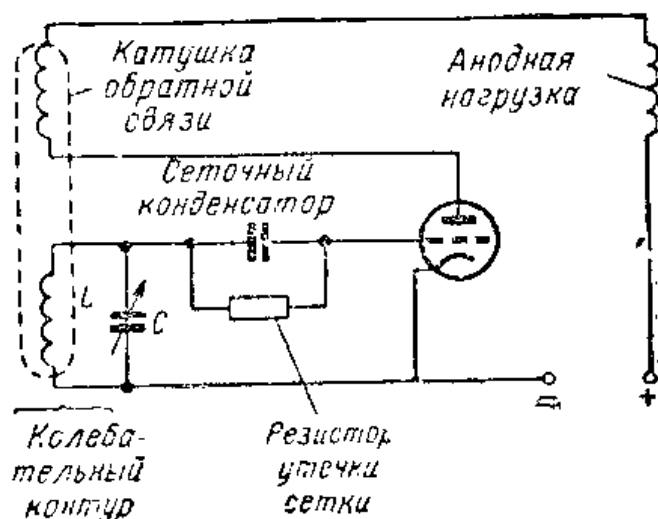 Катушка
обратной
связи
Анодная
нагрузка
Сеточный
конденсатор
L
C
+
Колеба-
тельный
контур
Резистор
утечки
сетки